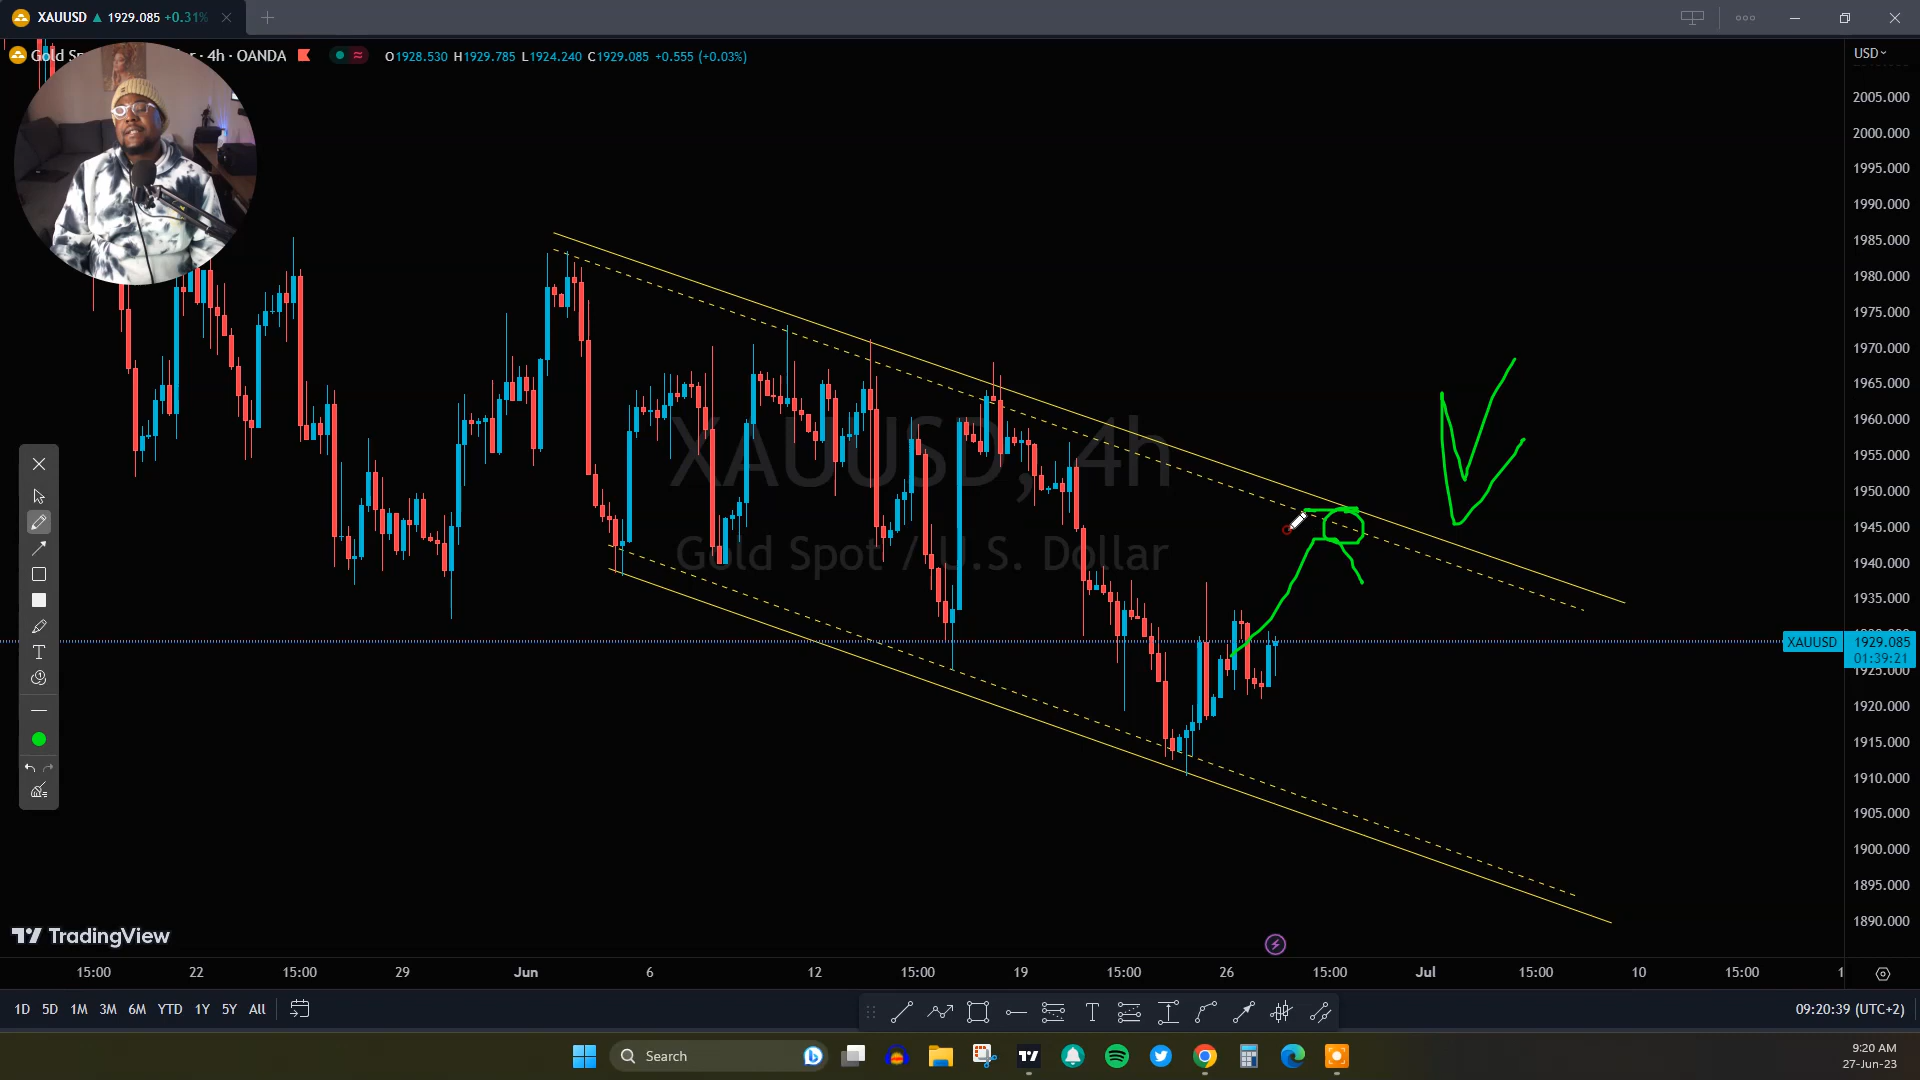 XAUUSD ▲ 1929.085 +0.31%
USD
Gold Sp r · 4h · OANDA O1928.530 H1929.785 L1924.240 C1929.085 +0.555 (+0.03%)
2005.000
2000.000
1995.000
1990.000
1985.000
1980.000
1975.000
1970.000
1965.000
1960.000
1955.000
1950.000
1945.000
1940.000
1935.000
XAUUSD 1929.085
01:39:21
1925.000
1920.000
1915.000
1910.000
1905.000
1900.000
1895.000
1890.000
XAUUSD, 4h
Gold Spot / U.S. Dollar
TradingView
15:00 22 15:00 29 Jun 6 12 15:00 19 15:00 26 15:00 Jul 15:00 10 15:00 1
1D 5D 1M 3M 6M YTD 1Y 5Y All
09:20:39 (UTC+2)
Search
9:20 AM
27-Jun-23